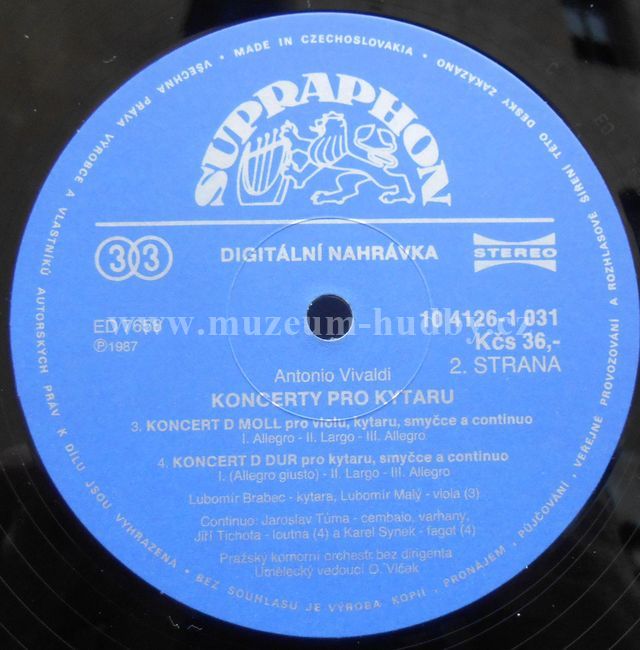 VŠECHNA PRÁVA VÝROBCE A VLASTNÍKŮ AUTORSKÝCH PRÁV K DÍLU JSOU VYHRAZENA • BEZ SOUHLASU JE VÝROBA KOPIÍ, PRONÁJEM, PŮJČOVÁNÍ, VEŘEJNÉ PROVOZOVÁNÍ A ROZHLASOVÉ ŠÍŘENÍ TÉTO DESKY ZAKÁZÁNO • MADE IN CZECHOSLOVAKIA •
SUPRAPHON
33 DIGITÁLNÍ NAHRÁVKA STEREO
ED 7658 10 4126-1 031
Ⓟ1987 Kčs 36,-
2. STRANA
www.muzeum-hudby.cz
Antonio Vivaldi
KONCERTY PRO KYTARU
3. KONCERT D MOLL pro violu, kytaru, smyčce a continuo
I. Allegro - II. Largo - III. Allegro
4. KONCERT D DUR pro kytaru, smyčce a continuo
I. (Allegro giusto) - II. Largo - III. Allegro
Lubomír Brabec - kytara, Lubomír Malý - viola (3)
Continuo: Jaroslav Tůma - cembalo, varhany,
Jiří Tichota - loutna (4) a Karel Synek - fagot (4)
Pražský komorní orchestr bez dirigenta
Umělecký vedoucí O. Vlček